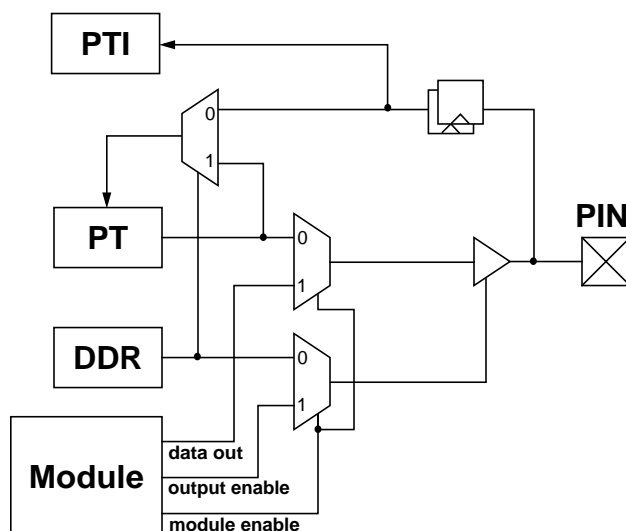 PTI
0
1
PT
PIN
0
1
DDR
0
1
Module
data out
output enable
module enable